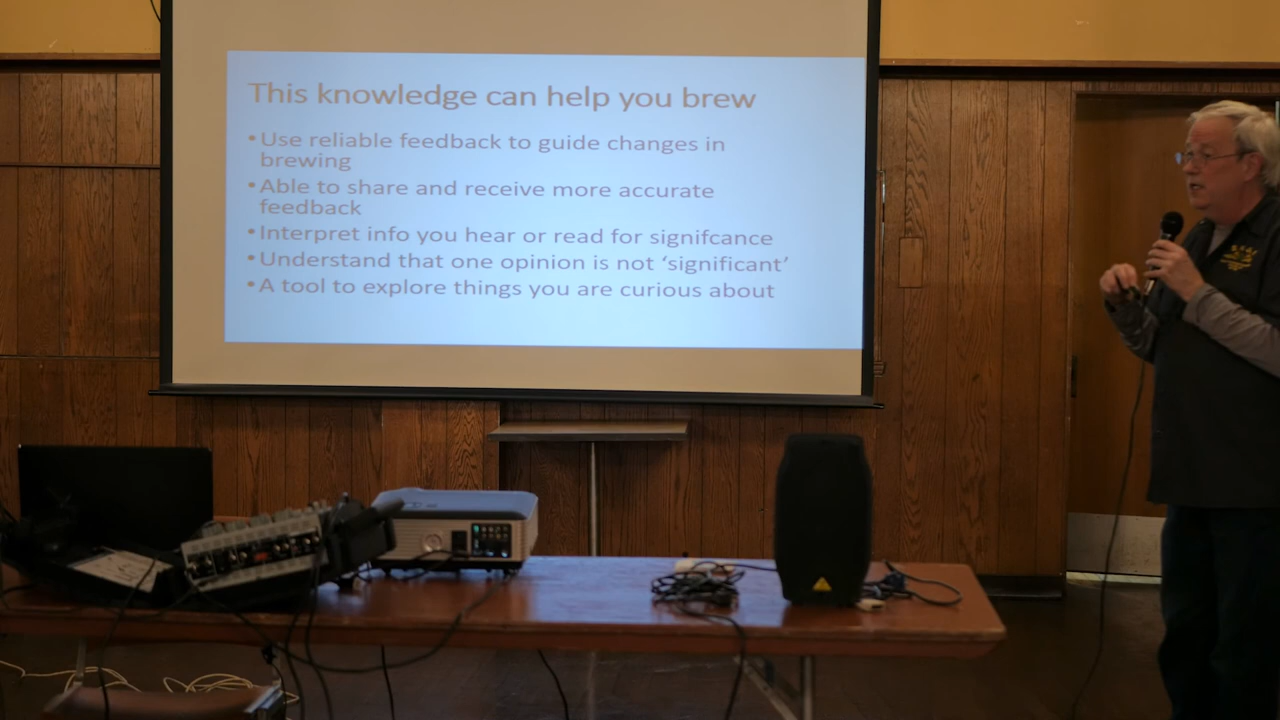 This knowledge can help you brew
•Use reliable feedback to guide changes in
brewing
•Able to share and receive more accurate
feedback
•Interpret info you hear or read for signifcance
•Understand that one opinion is not ‘significant’
•A tool to explore things you are curious about